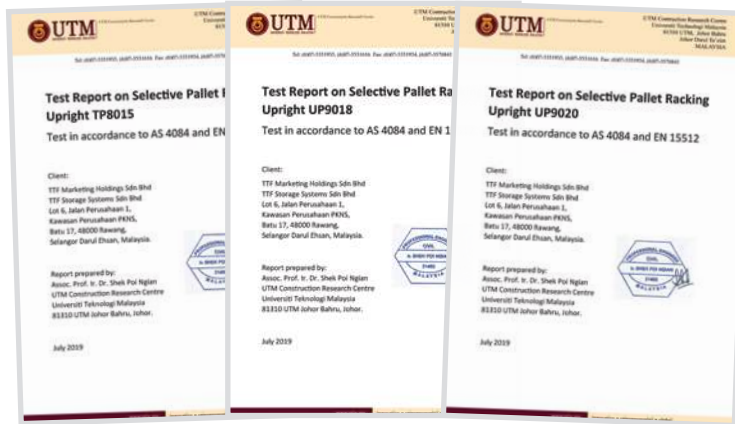 UTM
Test Report on Selective Pallet
Upright TP8015
Test in accordance to AS 4084 and EN
Client:
TTF Marketing Holdings Sdn Bhd
TTF Storage Systems Sdn Bhd
Lot 6, Jalan Perusahaan 1,
Kawasan Perusahaan PKNS,
Batu 17, 48000 Rawang,
Selangor Darul Ehsan, Malaysia.
Report prepared by:
Assoc. Prof. Ir. Dr. Shek Poi Ngian
UTM Construction Research Centre
Universiti Teknologi Malaysia
81310 UTM Johor Bahru, Johor.
July 2019
UTM
Test Report on Selective Pallet Ra
Upright UP9018
Test in accordance to AS 4084 and EN 1
Client:
TTF Marketing Holdings Sdn Bhd
TTF Storage Systems Sdn Bhd
Lot 6, Jalan Perusahaan 1,
Kawasan Perusahaan PKNS,
Batu 17, 48000 Rawang,
Selangor Darul Ehsan, Malaysia.
Report prepared by:
Assoc. Prof. Ir. Dr. Shek Poi Ngian
UTM Construction Research Centre
Universiti Teknologi Malaysia
81310 UTM Johor Bahru, Johor.
July 2019
UTM
UTM Construction Research Centre
Universiti Teknologi Malaysia
81310 UTM, Johor Bahru
Johor Darul Ta'zim
MALAYSIA
Test Report on Selective Pallet Racking
Upright UP9020
Test in accordance to AS 4084 and EN 15512
Client:
TTF Marketing Holdings Sdn Bhd
TTF Storage Systems Sdn Bhd
Lot 6, Jalan Perusahaan 1,
Kawasan Perusahaan PKNS,
Batu 17, 48000 Rawang,
Selangor Darul Ehsan, Malaysia.
PROFESSIONAL ENGINEER
CIVIL
Ir. SHEK POI NGIAN
MALAYSIA
Report prepared by:
Assoc. Prof. Ir. Dr. Shek Poi Ngian
UTM Construction Research Centre
Universiti Teknologi Malaysia
81310 UTM Johor Bahru, Johor.
July 2019